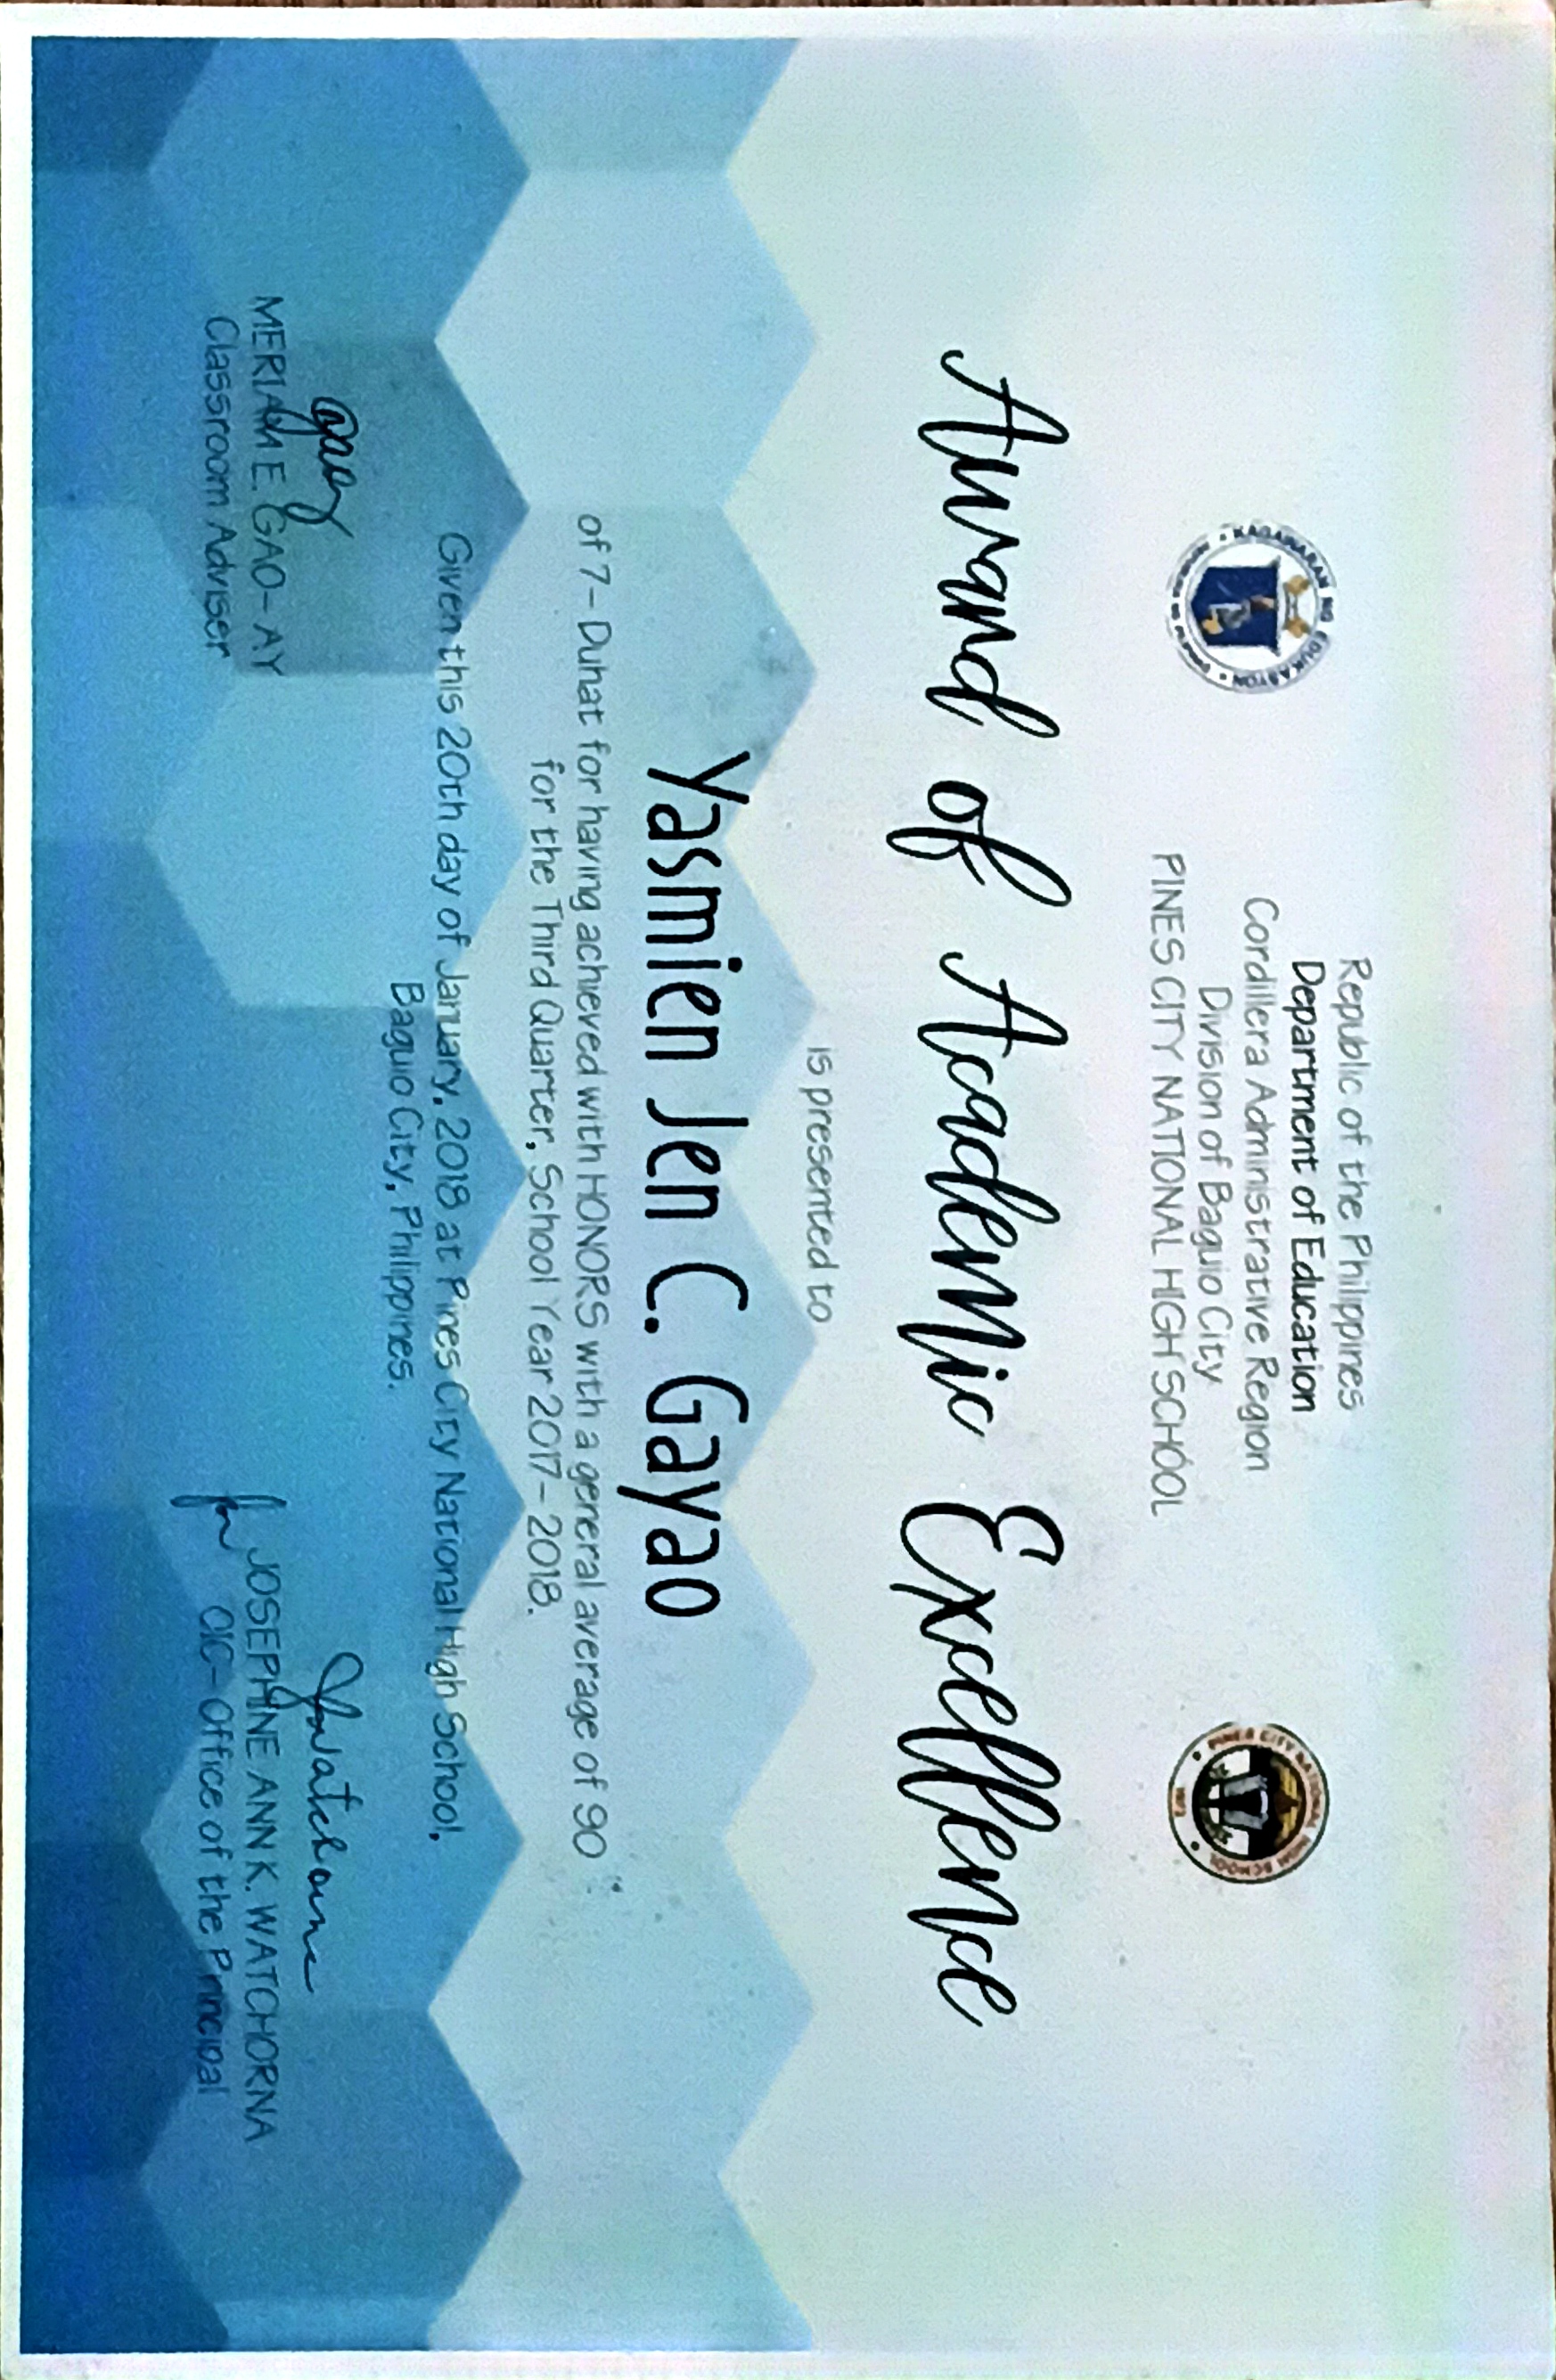 Republic of the Philippines
Department of Education
Cordillera Administrative Region
Division of Baguio City
PINES CITY NATIONAL HIGH SCHOOL
KAGAWARAN NG EDUKASYON
REPUBLIKA NG PILIPINAS
PINES CITY NATIONAL HIGH SCHOOL
Award of Academic Excellence
is presented to
Yasmien Jen C. Gayao
of 7- Duhat for having achieved with HONORS with a general average of 90
for the Third Quarter, School Year 2017- 2018.
Given this 20th day of January, 2018 at Pines City National High School,
Baguio City, Philippines.
MERIAM E. GAO- AY
Classroom Adviser
Jwatchorna
for JOSEPHINE ANN K. WATCHORNA
OIC- Office of the Principal